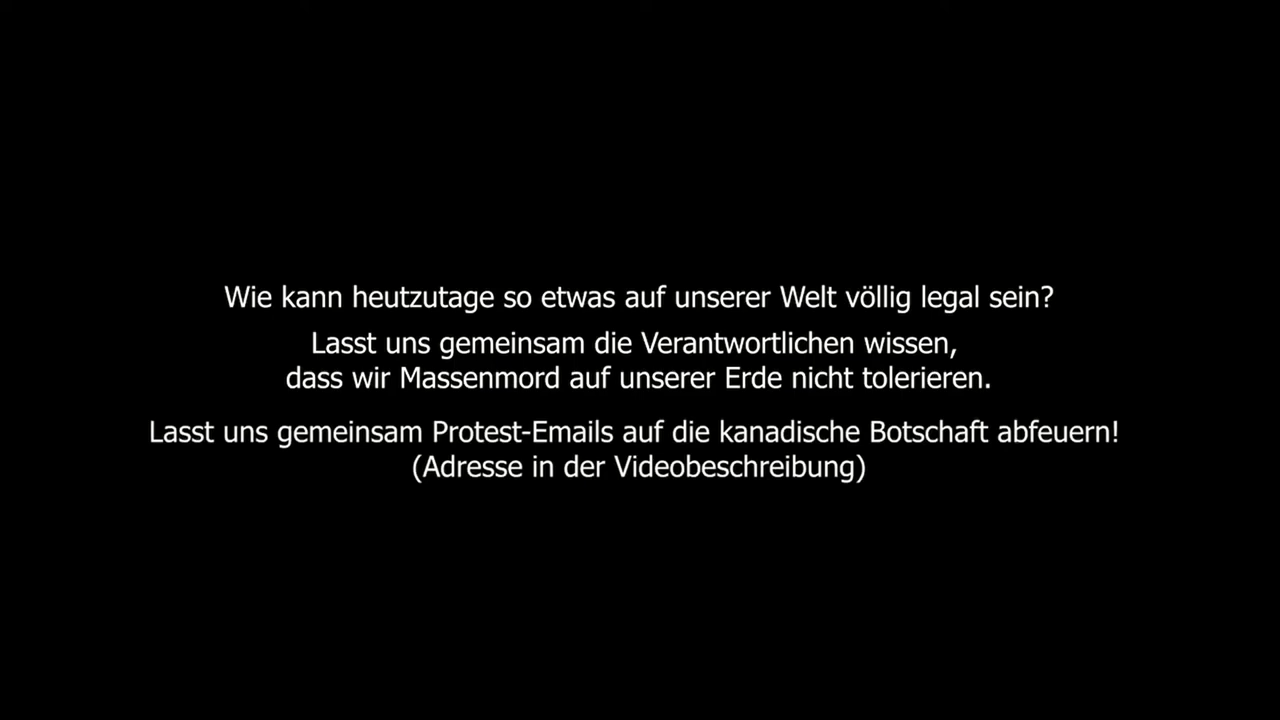 Wie kann heutzutage so etwas auf unserer Welt völlig legal sein?
Lasst uns gemeinsam die Verantwortlichen wissen,
dass wir Massenmord auf unserer Erde nicht tolerieren.
Lasst uns gemeinsam Protest-Emails auf die kanadische Botschaft abfeuern!
(Adresse in der Videobeschreibung)